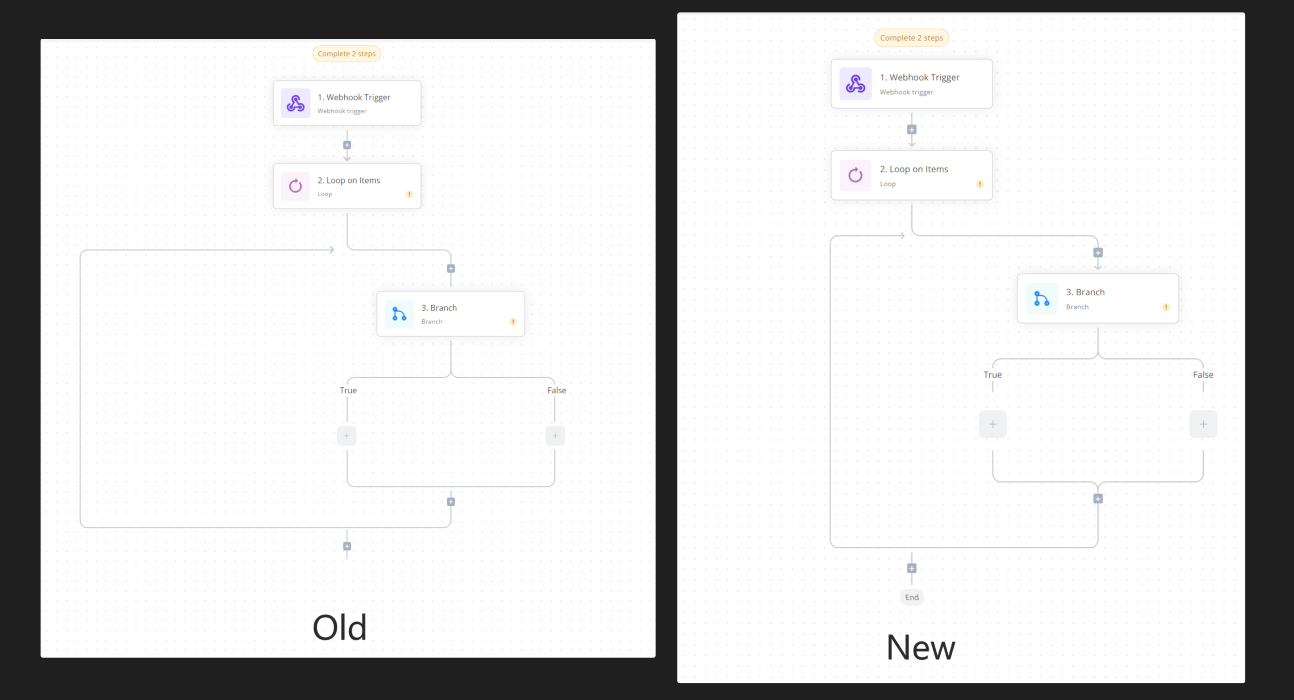 Complete 2 steps
1. Webhook Trigger
Webhook trigger
2. Loop on Items
Loop
3. Branch
Branch
True
False
Old
Complete 2 steps
1. Webhook Trigger
Webhook trigger
2. Loop on Items
Loop
3. Branch
Branch
True
False
End
New